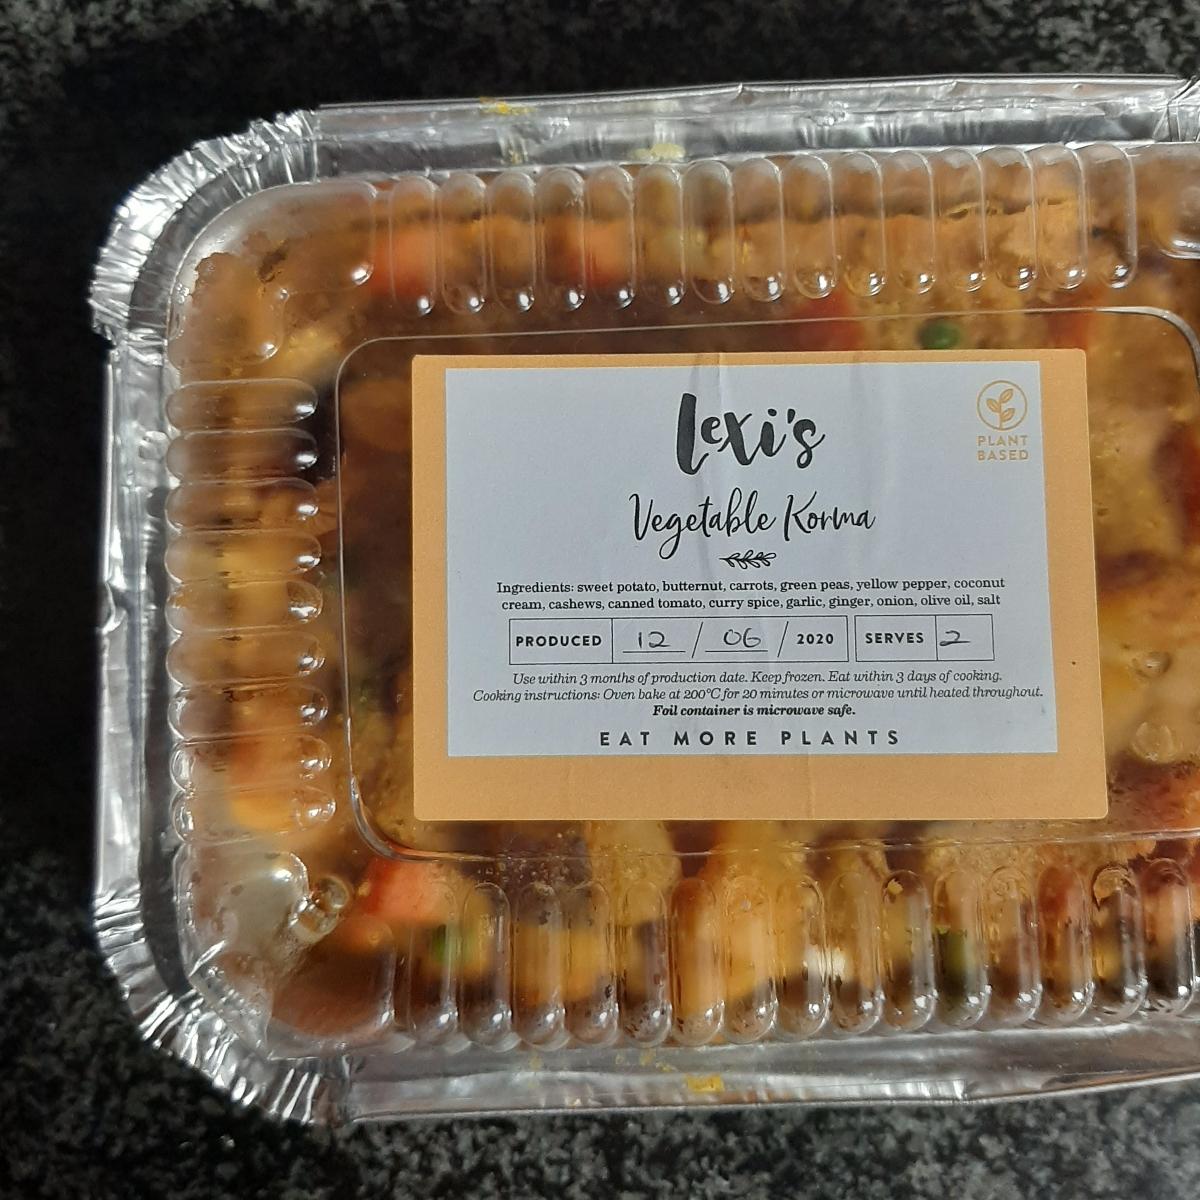 Lexi's
PLANT
BASED
Vegetable Korma
Ingredients: sweet potato, butternut, carrots, green peas, yellow pepper, coconut
cream, cashews, canned tomato, curry spice, garlic, ginger, onion, olive oil, salt
PRODUCED 12 / 06 / 2020 SERVES 2
Use within 3 months of production date. Keep frozen. Eat within 3 days of cooking.
Cooking instructions: Oven bake at 200°C for 20 minutes or microwave until heated throughout.
Foil container is microwave safe.
EAT MORE PLANTS